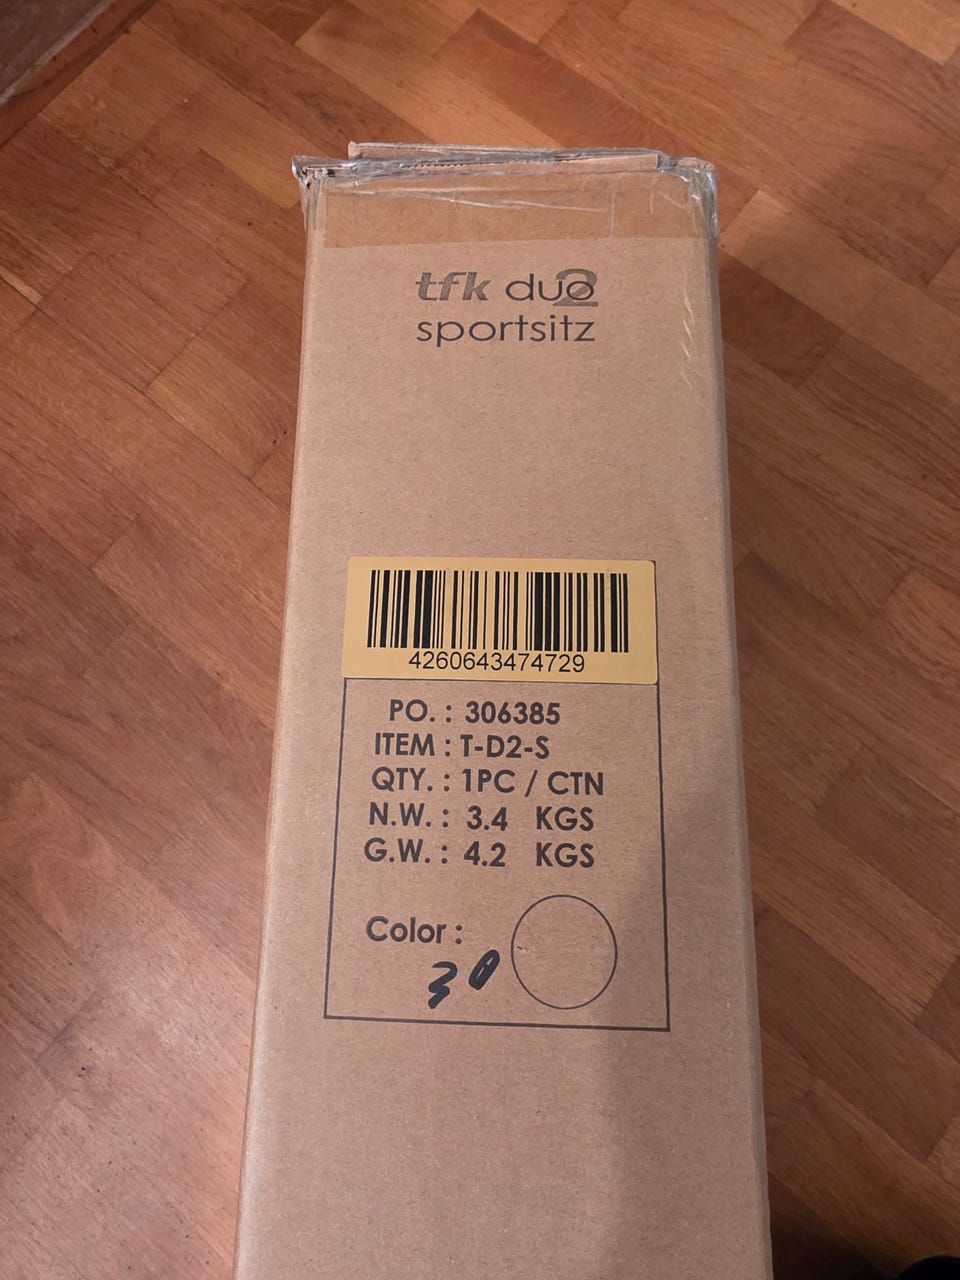 tfk duo 2
sportsitz
4260643474729
PO. : 306385
ITEM : T-D2-S
QTY. : 1PC / CTN
N.W. : 3.4 KGS
G.W. : 4.2 KGS
Color :
30